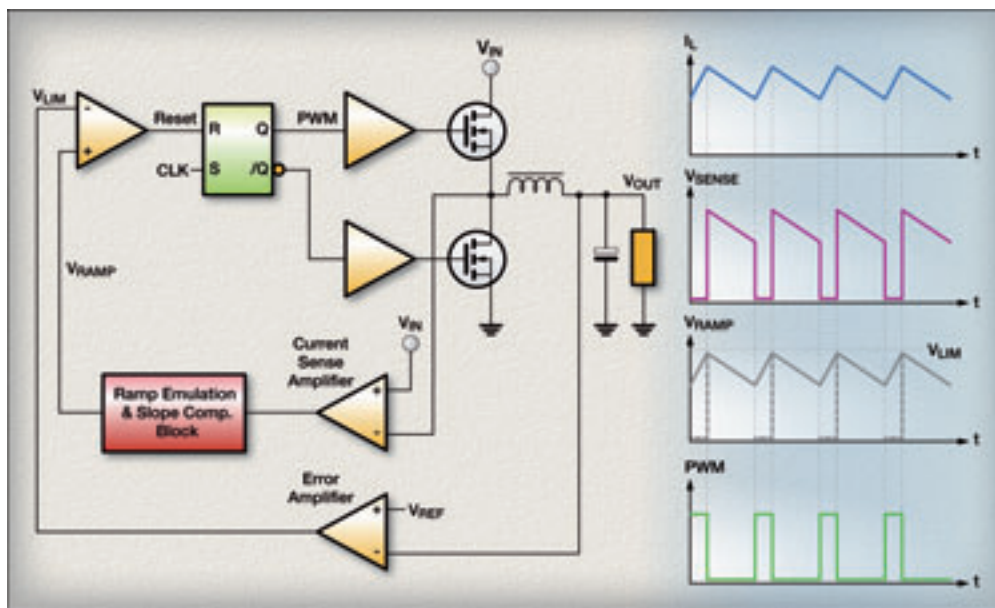 VIN
VLIM
-
+
Reset
R
Q
PWM
CLK
S
/Q
VOUT
VRAMP
VIN
Current
Sense
Amplifier
+
-
Ramp Emulation
& Slope Comp.
Block
Error
Amplifier
+
VREF
-
IL
t
VSENSE
t
VRAMP
VLIM
t
PWM
t